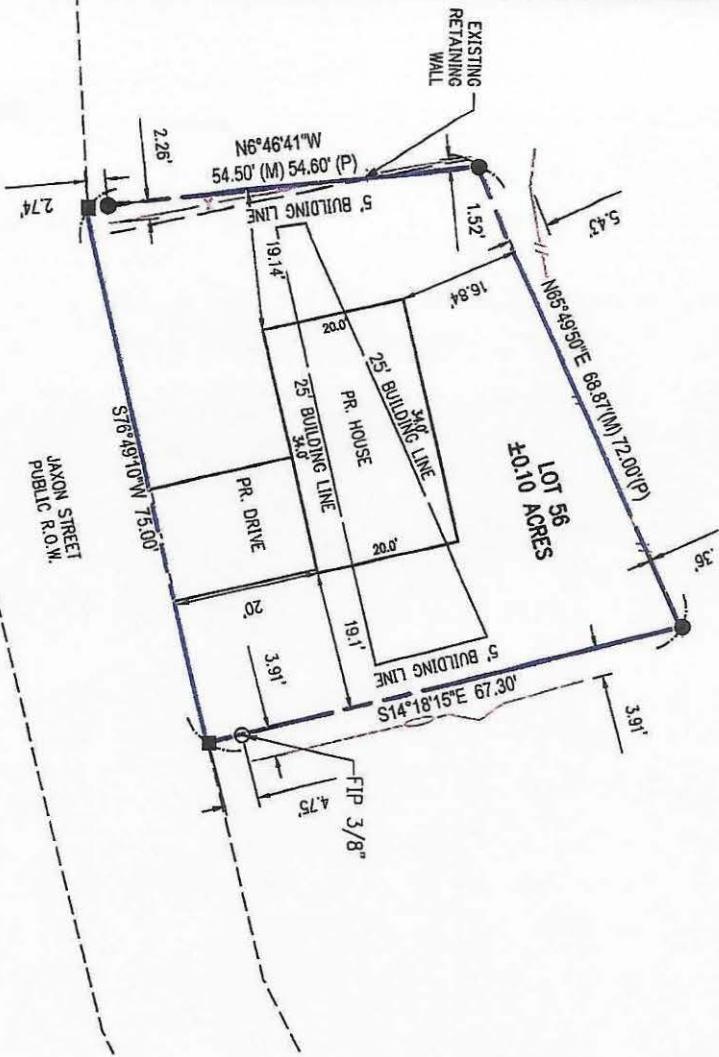 EXISTING
RETAINING
WALL
N6°46'41"W
54.50' (M) 54.60' (P)
2.26'
2.74'
5' BUILDING LINE
1.52'
5.43'
N65°49'50"E 68.87'(M) 72.00'(P)
16.84'
19.14'
20.0'
34.0'
25' BUILDING LINE
PR. HOUSE
25' BUILDING LINE
34.0'
20.0'
LOT 56
±0.10 ACRES
.36'
S76°49'10"W 75.00'
PR. DRIVE
20'
19.1'
5' BUILDING LINE
S14°18'15"E 67.30'
3.91'
3.91'
4.75'
FIP 3/8"
JAXON STREET
PUBLIC R.O.W.